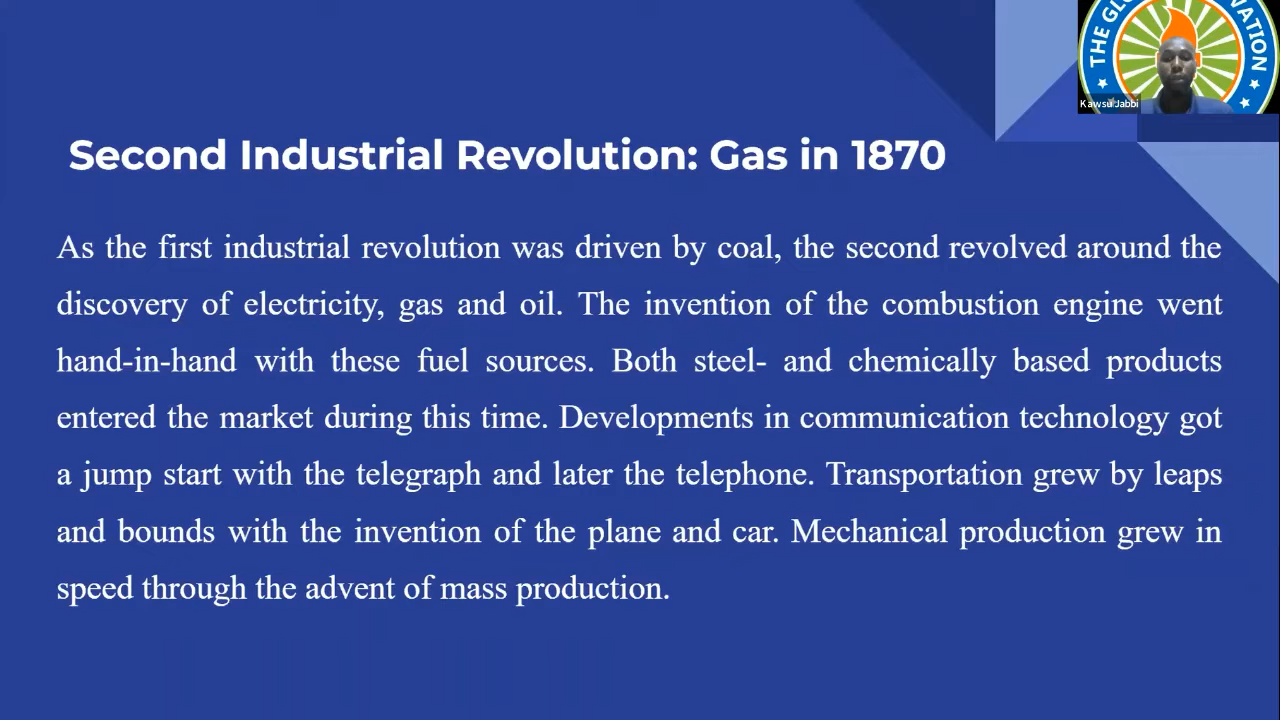 THE GLO
VATION
Kawsu Jabbi
Second Industrial Revolution: Gas in 1870
As the first industrial revolution was driven by coal, the second revolved around the
discovery of electricity, gas and oil. The invention of the combustion engine went
hand-in-hand with these fuel sources. Both steel- and chemically based products
entered the market during this time. Developments in communication technology got
a jump start with the telegraph and later the telephone. Transportation grew by leaps
and bounds with the invention of the plane and car. Mechanical production grew in
speed through the advent of mass production.